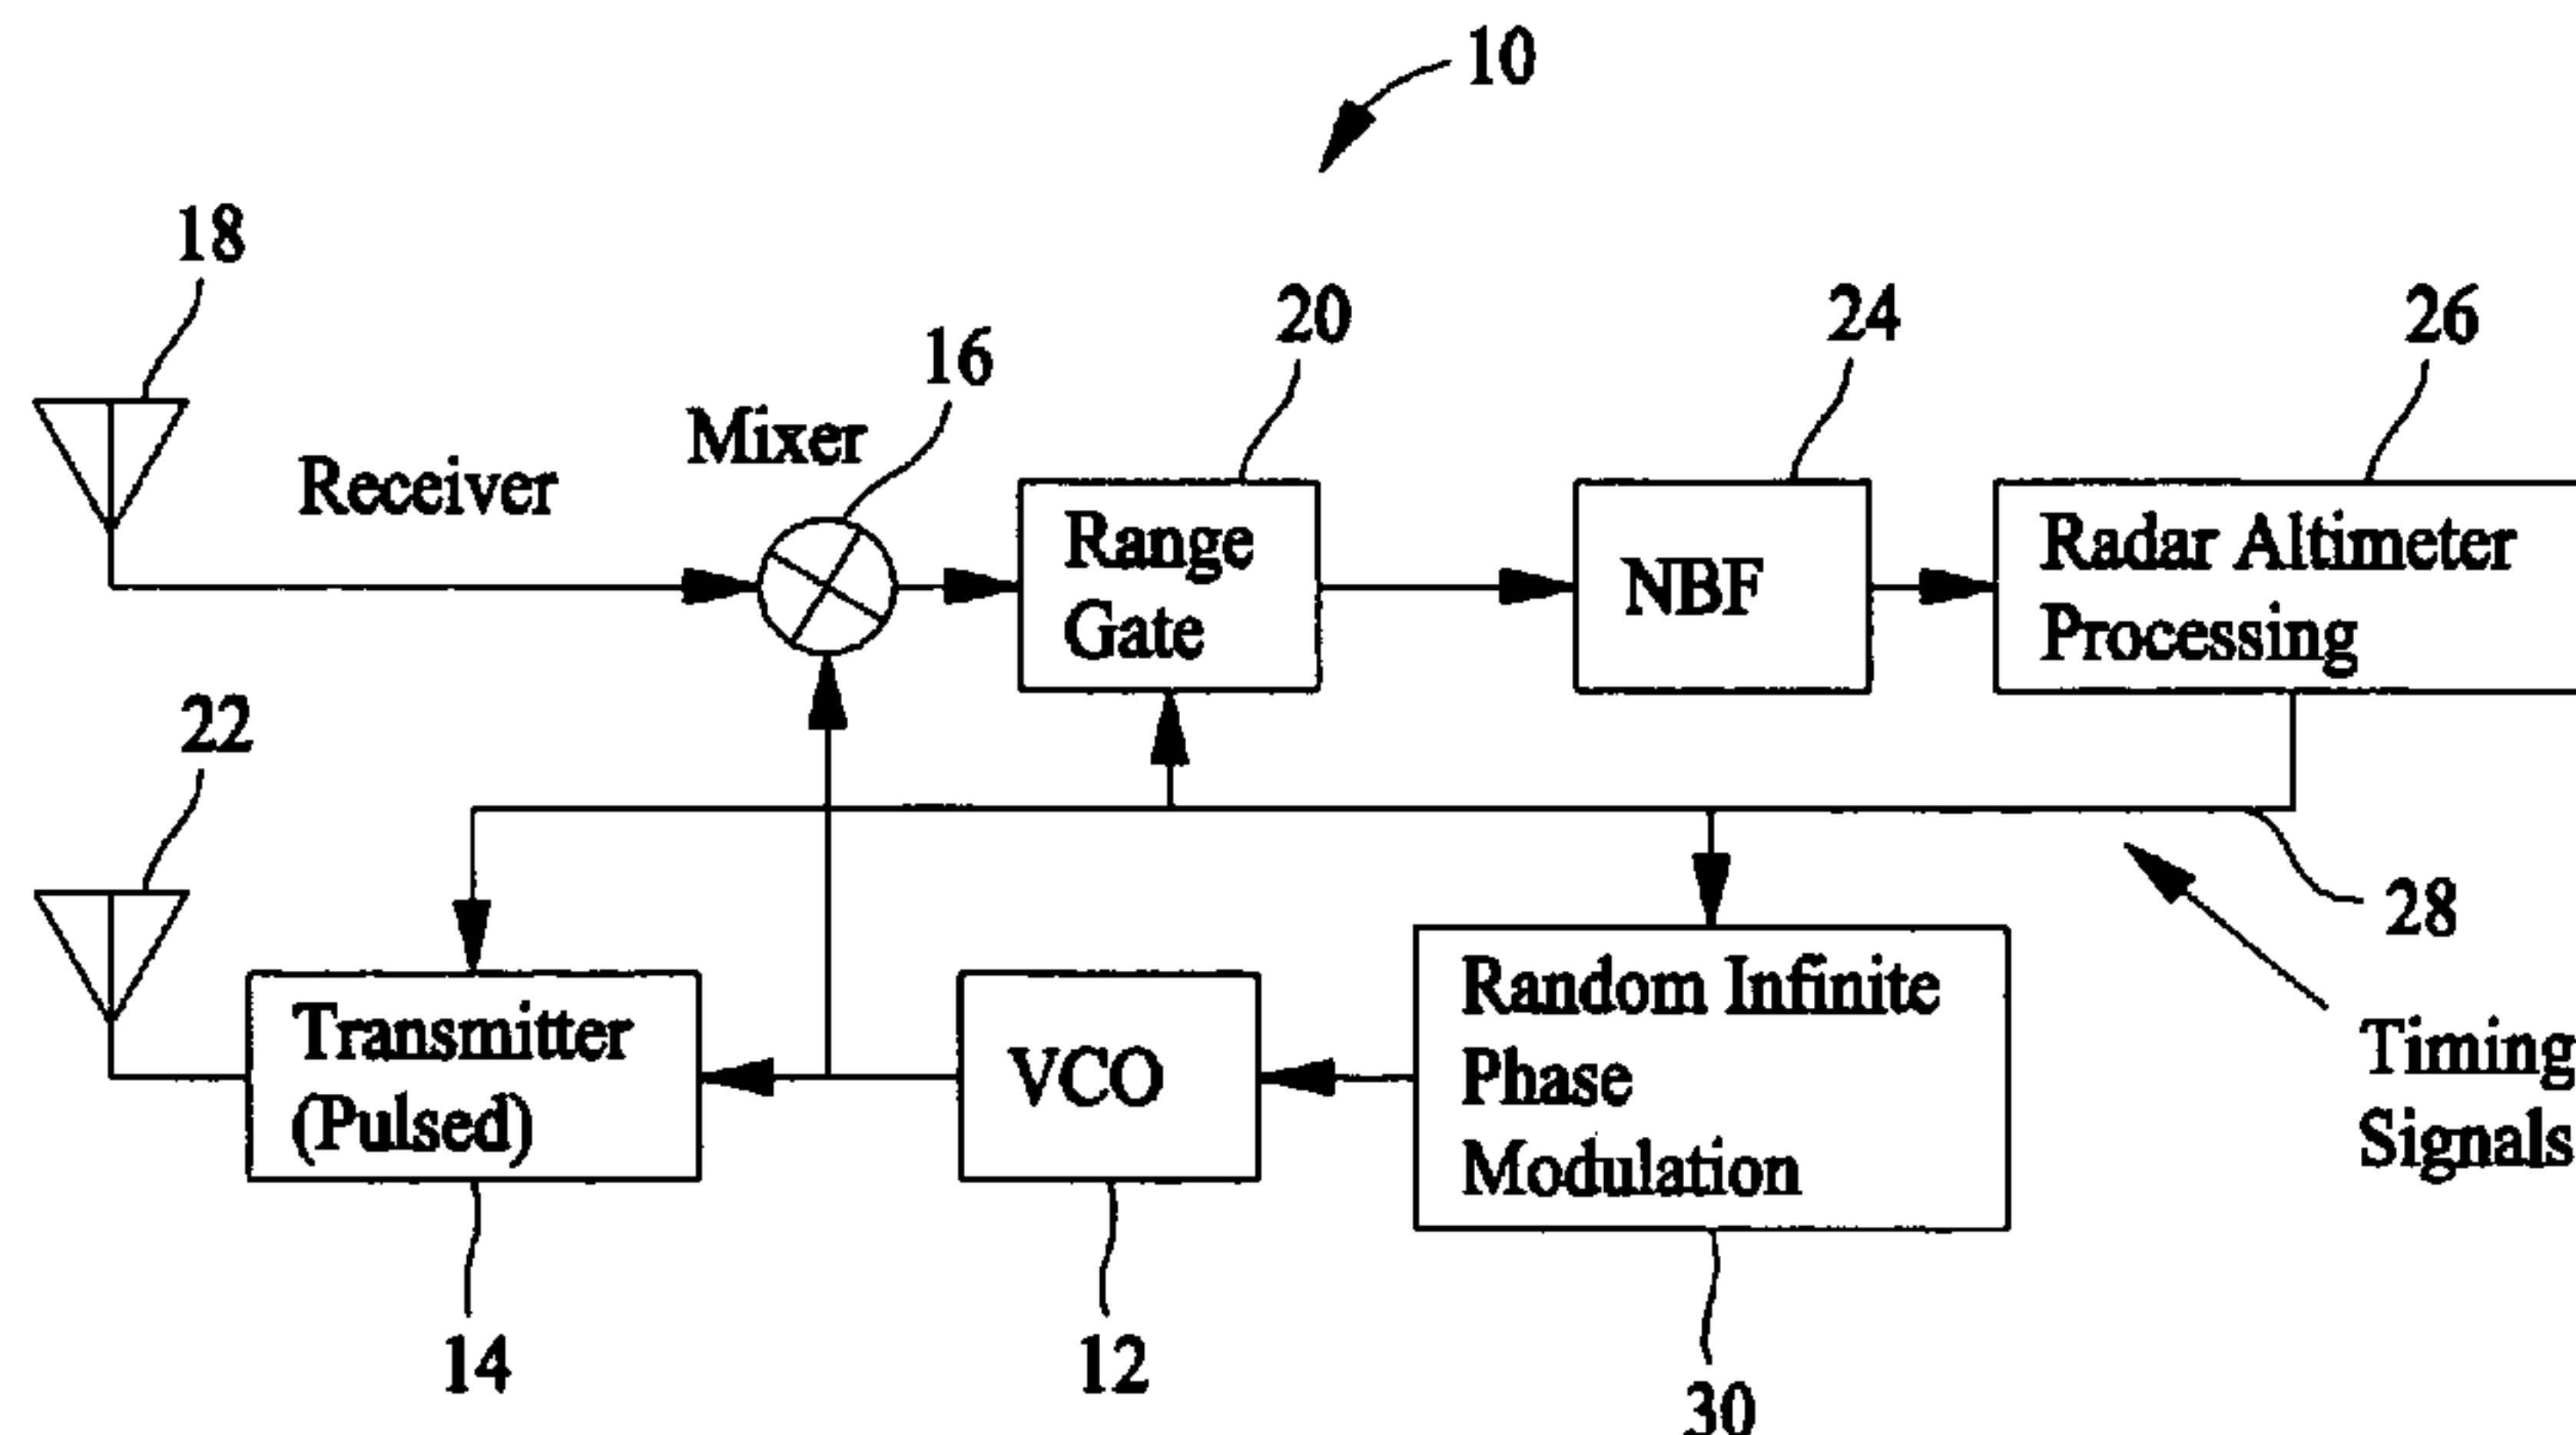 10
18
20
24
26
16
Mixer
Receiver
Range
Gate
NBF
Radar Altimeter
Processing
22
28
Transmitter
(Pulsed)
VCO
Random Infinite
Phase
Modulation
Timing
Signals
14
12
30